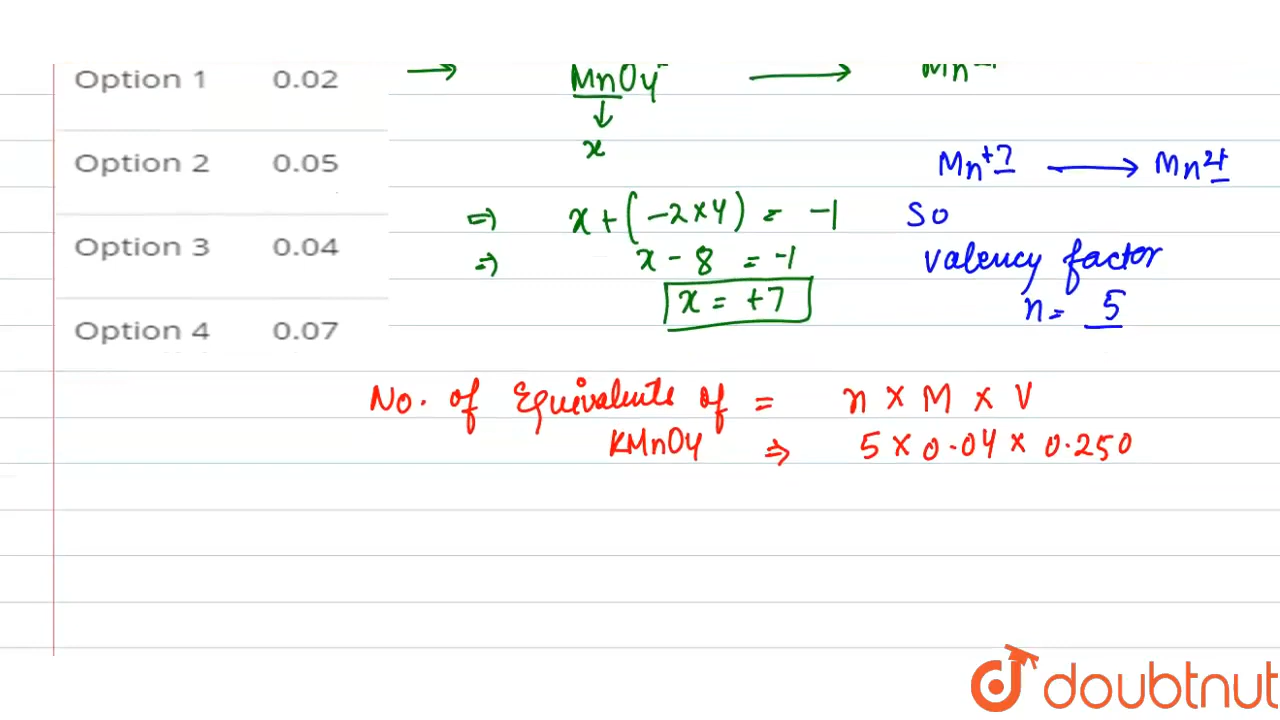 Option 1 0.02
Option 2 0.05
Option 3 0.04
Option 4 0.07
→ MnO4⁻ →
↓
x
x + (-2×4) = -1
⇒ x - 8 = -1
x = +7
Mn⁺⁷ → Mn²⁺
So
valency factor
n = 5
No. of Equivalents of = n × M × V
KMnO4 ⇒ 5 × 0.04 × 0.250
doubtnut